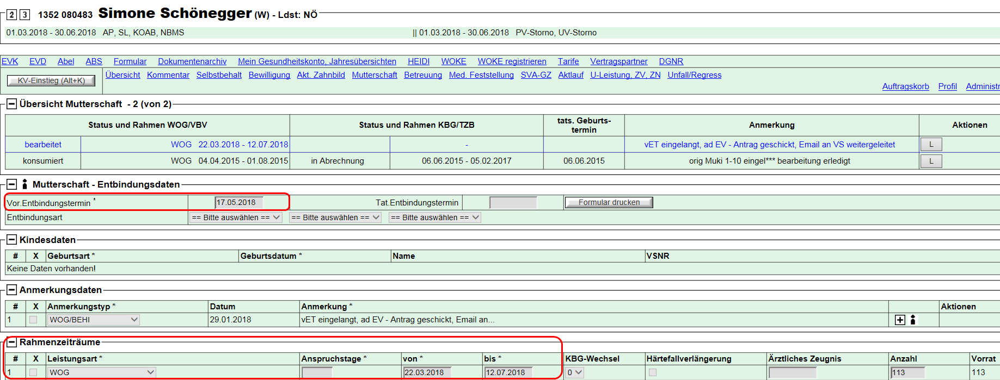 2 3 1352 080483 Simone Schönegger (W) - Ldst: NÖ
01.03.2018 - 30.06.2018 AP, SL, KOAB, NBMS || 01.03.2018 - 30.06.2018 PV-Storno, UV-Storno
EVK EVD Abel ABS Formular Dokumentenarchiv Mein Gesundheitskonto, Jahresübersichten HEIDI WOKE WOKE registrieren Tarife Vertragspartner DGNR
KV-Einstieg (Alt+K) Übersicht Kommentar Selbstbehalt Bewilligung Akt. Zahnbild Mutterschaft Betreuung Med. Feststellung SVA-GZ Aktlauf U-Leistung, ZV, ZN Unfall/Regress
Auftragskorb Profil Administr
Übersicht Mutterschaft - 2 (von 2)
Status und Rahmen WOG/VBV Status und Rahmen KBG/TZB tats. Geburts-
termin Anmerkung Aktionen
bearbeitet WOG 22.03.2018 - 12.07.2018 - vET eingelangt, ad EV - Antrag geschickt, Email an VS weitergeleitet L
konsumiert WOG 04.04.2015 - 01.08.2015 in Abrechnung 06.06.2015 - 05.02.2017 06.06.2015 orig Muki 1-10 eingel*** bearbeitung erledigt L
Mutterschaft - Entbindungsdaten
Vor.Entbindungstermin * 17.05.2018 Tat.Entbindungstermin Formular drucken
Entbindungsart == Bitte auswählen == == Bitte auswählen == == Bitte auswählen ==
Kindesdaten
# X Geburtsart * Geburtsdatum * Name VSNR
Keine Daten vorhanden!
Anmerkungsdaten
# X Anmerkungstyp * Datum Anmerkung * Aktionen
1 WOG/BEHI 29.01.2018 vET eingelangt, ad EV - Antrag geschickt, Email an...
Rahmenzeiträume
# X Leistungsart * Anspruchstage * von * bis * KBG-Wechsel Härtefallverlängerung Ärztliches Zeugnis Anzahl Vorrat
1 WOG 22.03.2018 12.07.2018 0 113 113